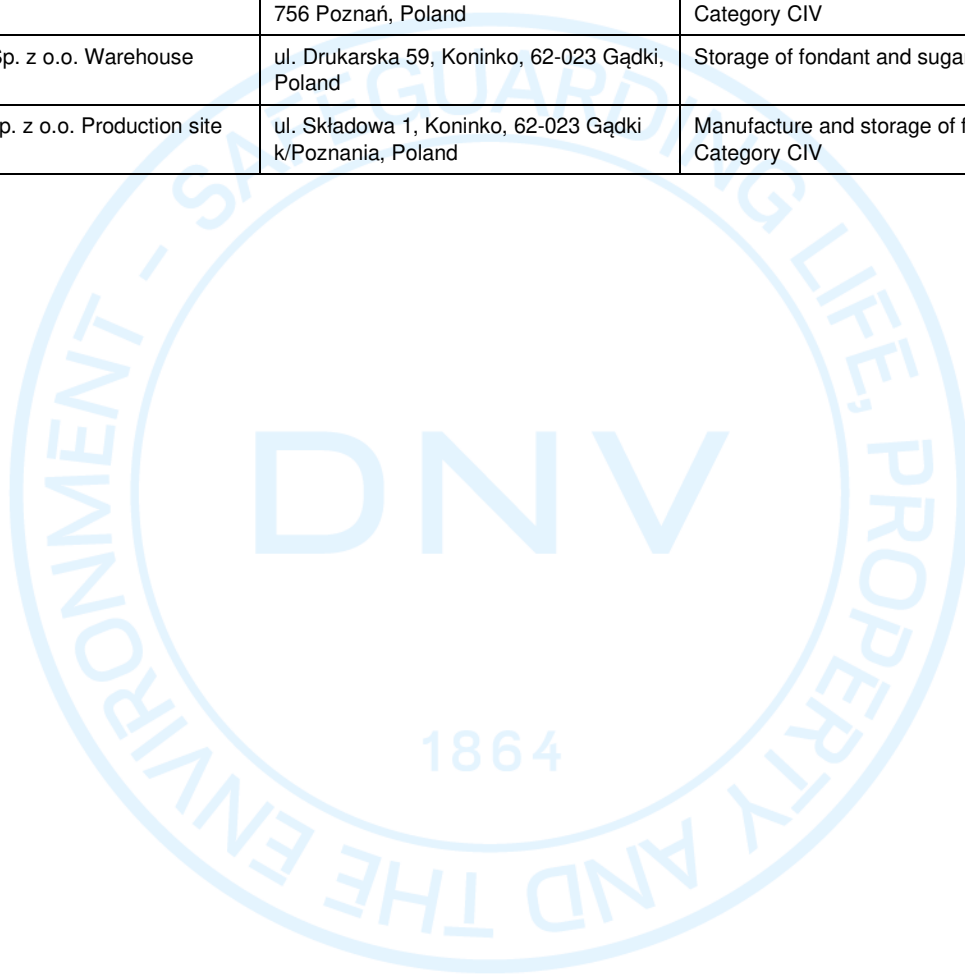 756 Poznań, Poland
Category CIV
Sp. z o.o. Warehouse
ul. Drukarska 59, Koninko, 62-023 Gądki,
Poland
Storage of fondant and sugar
p. z o.o. Production site
ul. Składowa 1, Koninko, 62-023 Gądki
k/Poznania, Poland
Manufacture and storage of f
Category CIV
SAFEGUARDING LIFE, PROPERTY AND THE ENVIRONMENT -
DNV
1864